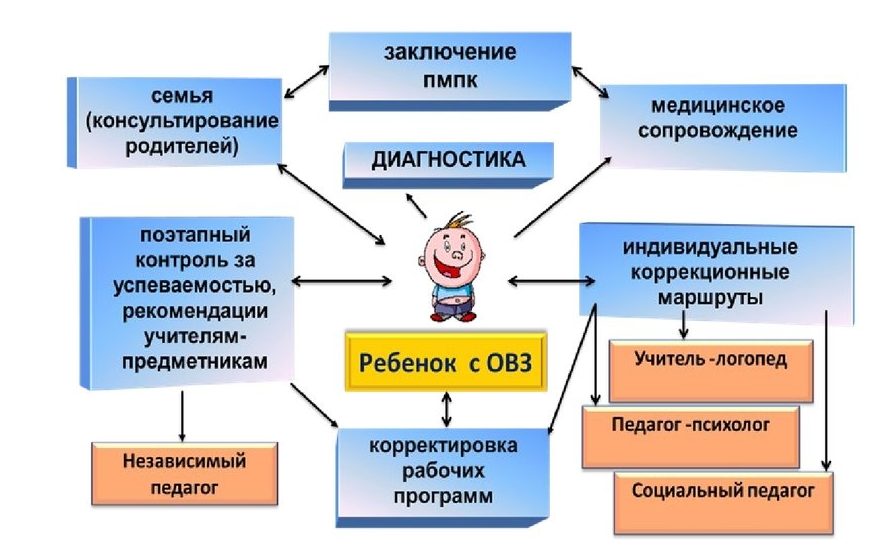 заключение
пмпк
семья
(консультирование
родителей)
медицинское
сопровождение
ДИАГНОСТИКА
поэтапный
контроль за
успеваемостью,
рекомендации
учителям-
предметникам
индивидуальные
коррекционные
маршруты
Ребенок с ОВЗ
Учитель -логопед
Педагог -психолог
Социальный педагог
Независимый
педагог
корректировка
рабочих
программ